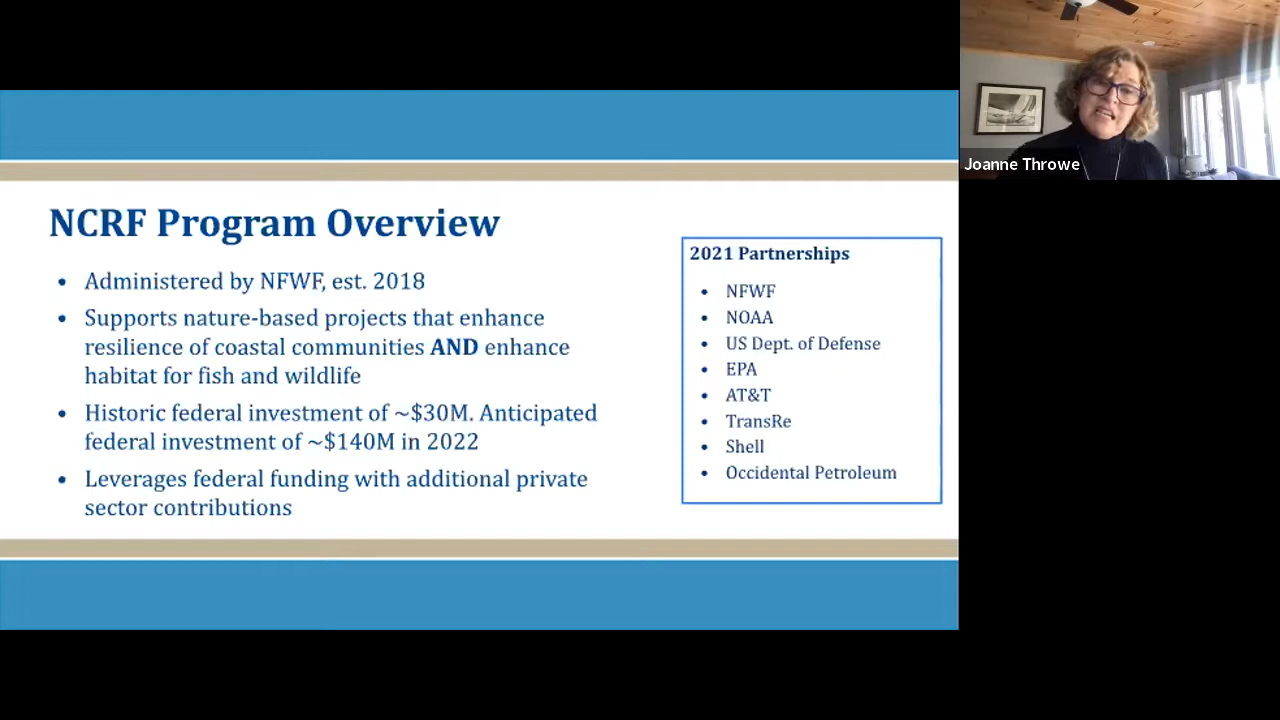 NCRF Program Overview
• Administered by NFWF, est. 2018
• Supports nature-based projects that enhance
resilience of coastal communities AND enhance
habitat for fish and wildlife
• Historic federal investment of ~$30M. Anticipated
federal investment of ~$140M in 2022
• Leverages federal funding with additional private
sector contributions
2021 Partnerships
• NFWF
• NOAA
• US Dept. of Defense
• EPA
• AT&T
• TransRe
• Shell
• Occidental Petroleum
Joanne Throwe